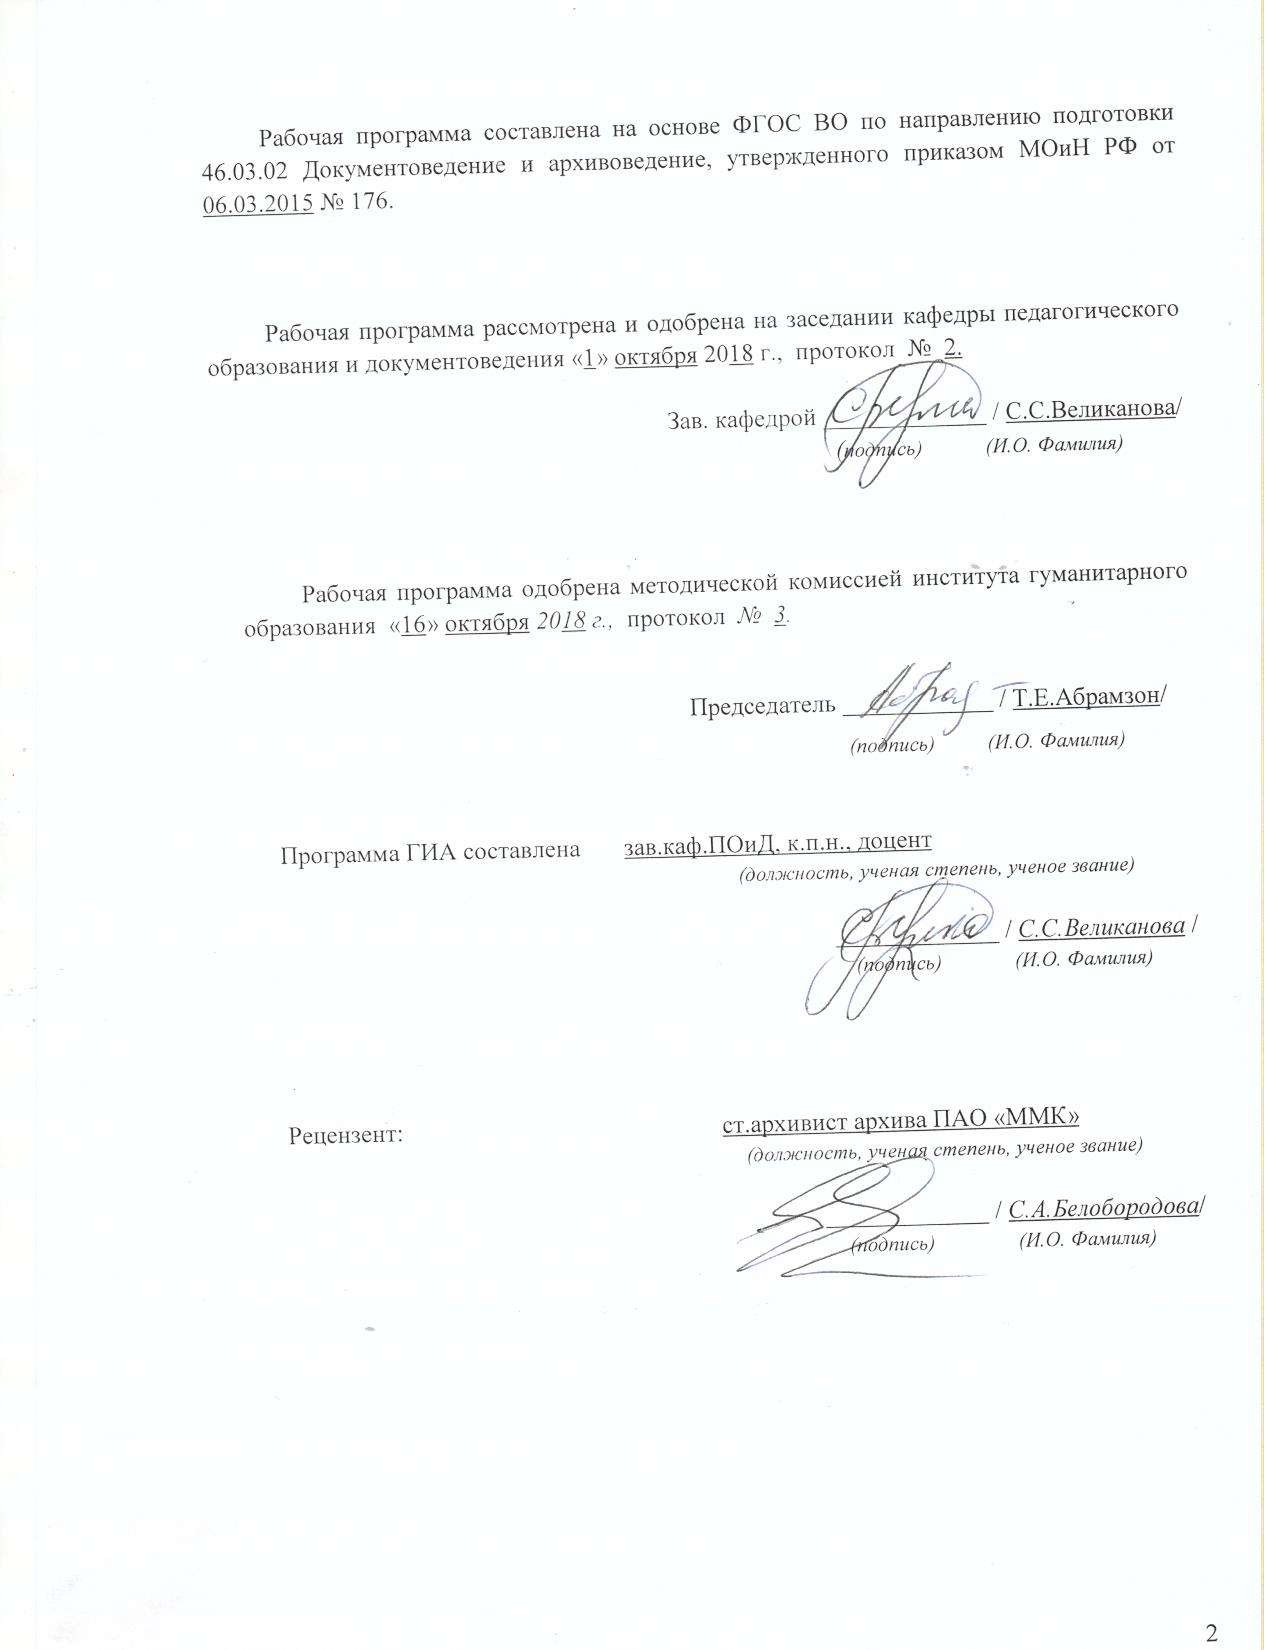 Рабочая программа составлена на основе ФГОС ВО по направлению подготовки
46.03.02 Документоведение и архивоведение, утвержденного приказом МОиН РФ от
06.03.2015 № 176.
Рабочая программа рассмотрена и одобрена на заседании кафедры педагогического
образования и документоведения «1» октября 2018 г., протокол № 2.
Зав. кафедрой ____________ / С.С.Великанова/
(подпись) (И.О. Фамилия)
Рабочая программа одобрена методической комиссией института гуманитарного
образования «16» октября 2018 г., протокол № 3.
Председатель ____________ / Т.Е.Абрамзон/
(подпись) (И.О. Фамилия)
Программа ГИА составлена зав.каф.ПОиД, к.п.н., доцент
(должность, ученая степень, ученое звание)
____________ / С.С.Великанова /
(подпись) (И.О. Фамилия)
Рецензент: ст.архивист архива ПАО «ММК»
(должность, ученая степень, ученое звание)
____________ / С.А.Белобородова/
(подпись) (И.О. Фамилия)
2